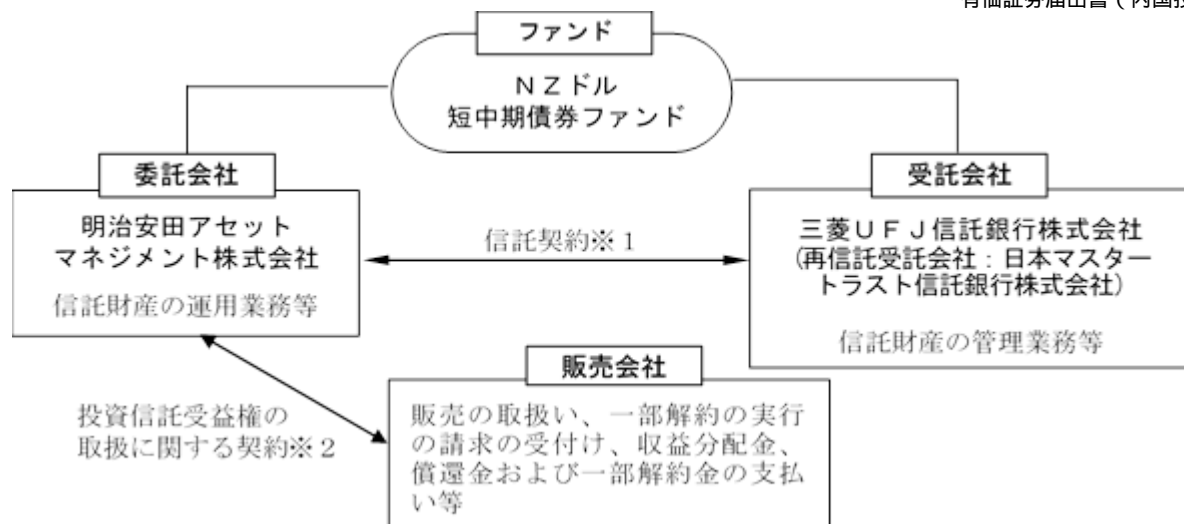 有価証券届出書（内国投
ファンド
ＮＺドル
短中期債券ファンド
委託会社
明治安田アセット
マネジメント株式会社
信託財産の運用業務等
信託契約※１
受託会社
三菱ＵＦＪ信託銀行株式会社
(再信託受託会社：日本マスター
トラスト信託銀行株式会社)
信託財産の管理業務等
投資信託受益権の
取扱に関する契約※２
販売会社
販売の取扱い、一部解約の実行
の請求の受付け、収益分配金、
償還金および一部解約金の支払
い等